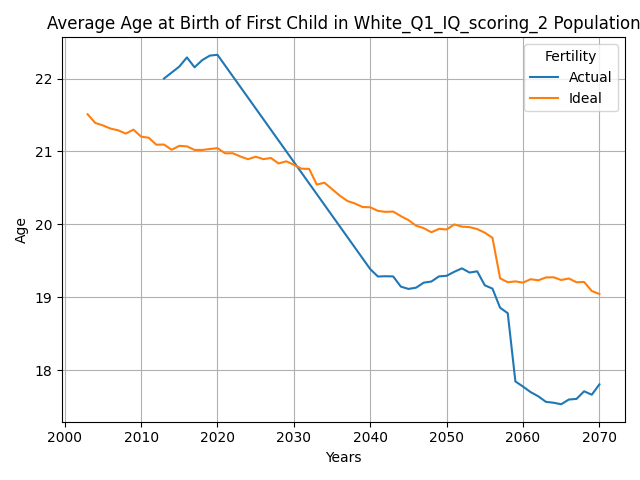 Average Age at Birth of First Child in White_Q1_IQ_scoring_2 Population
Fertility
Actual
Ideal
22
21
20
19
18
Age
2000 2010 2020 2030 2040 2050 2060 2070
Years